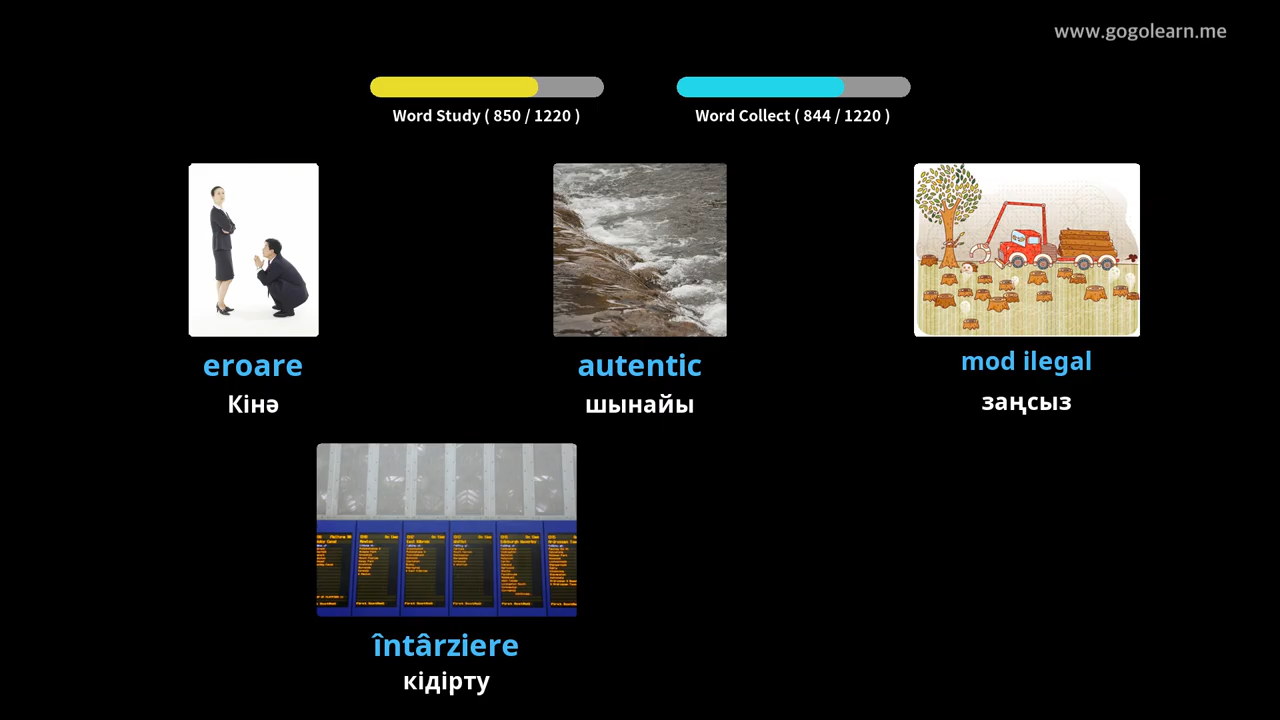 www.gogolearn.me
Word Study ( 850 / 1220 )
Word Collect ( 844 / 1220 )
eroare
Кінә
autentic
шынайы
mod ilegal
заңсыз
întârziere
кідірту